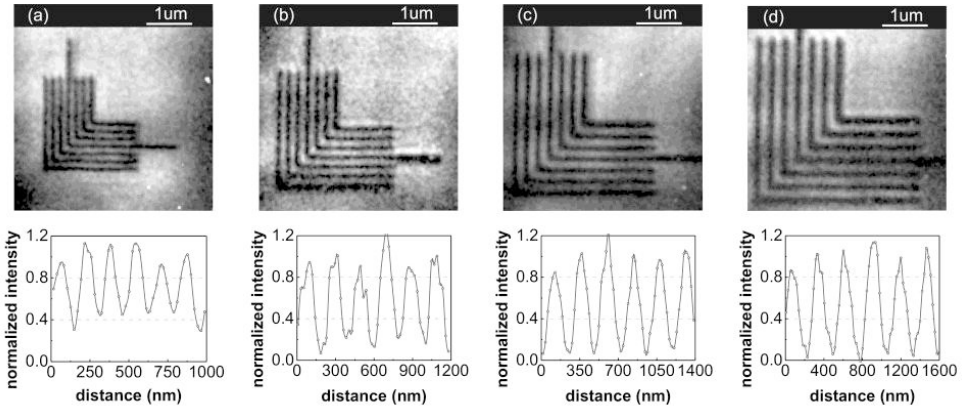 (a) 1um
(b) 1um
(c) 1um
(d) 1um
normalized intensity
1.2
0.8
0.4
0.0
0 250 500 750 1000
distance (nm)
normalized intensity
1.2
0.8
0.4
0.0
0 300 600 900 1200
distance (nm)
normalized intensity
1.2
0.8
0.4
0.0
0 350 700 1050 1400
distance (nm)
normalized intensity
1.2
0.8
0.4
0.0
0 400 800 1200 1600
distance (nm)